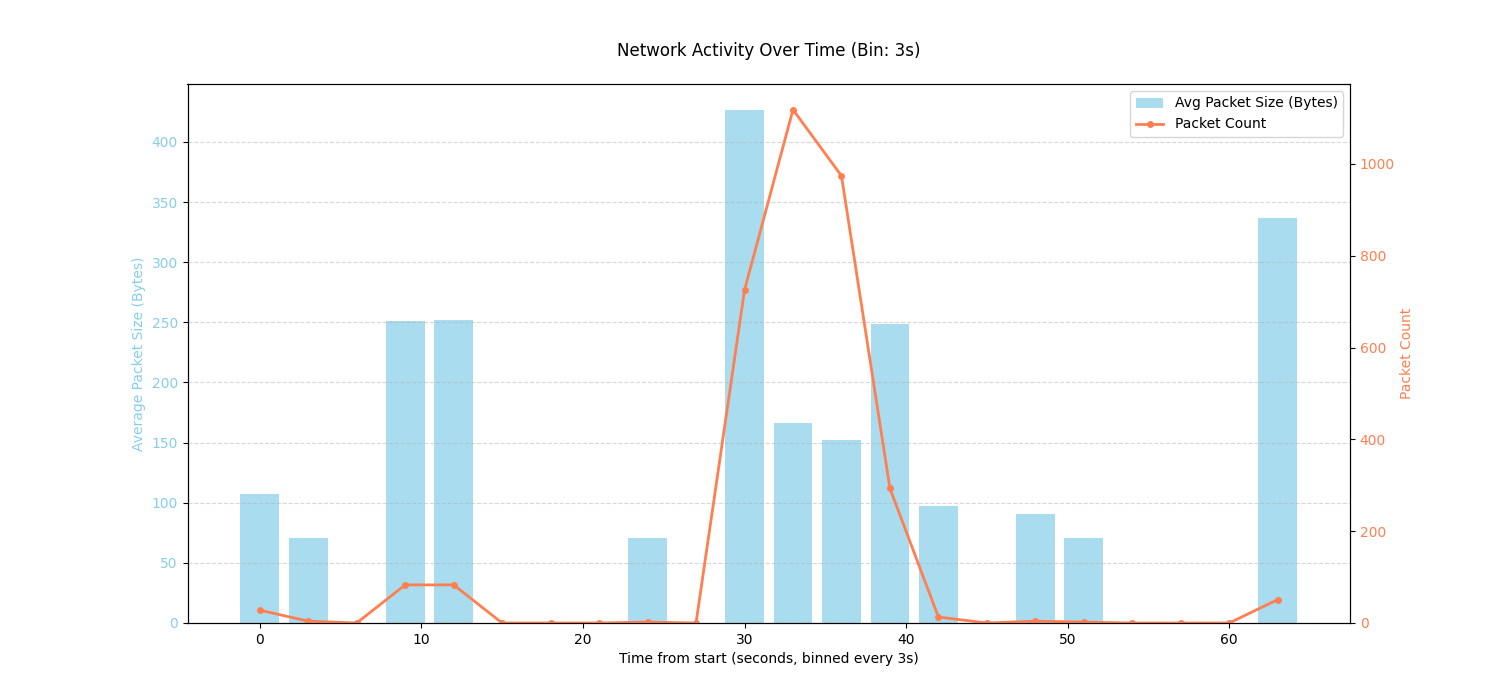 Network Activity Over Time (Bin: 3s)
Avg Packet Size (Bytes)
Packet Count
Average Packet Size (Bytes)
400
350
300
250
200
150
100
50
0
1000
800
600
400
200
0
Packet Count
0 10 20 30 40 50 60
Time from start (seconds, binned every 3s)